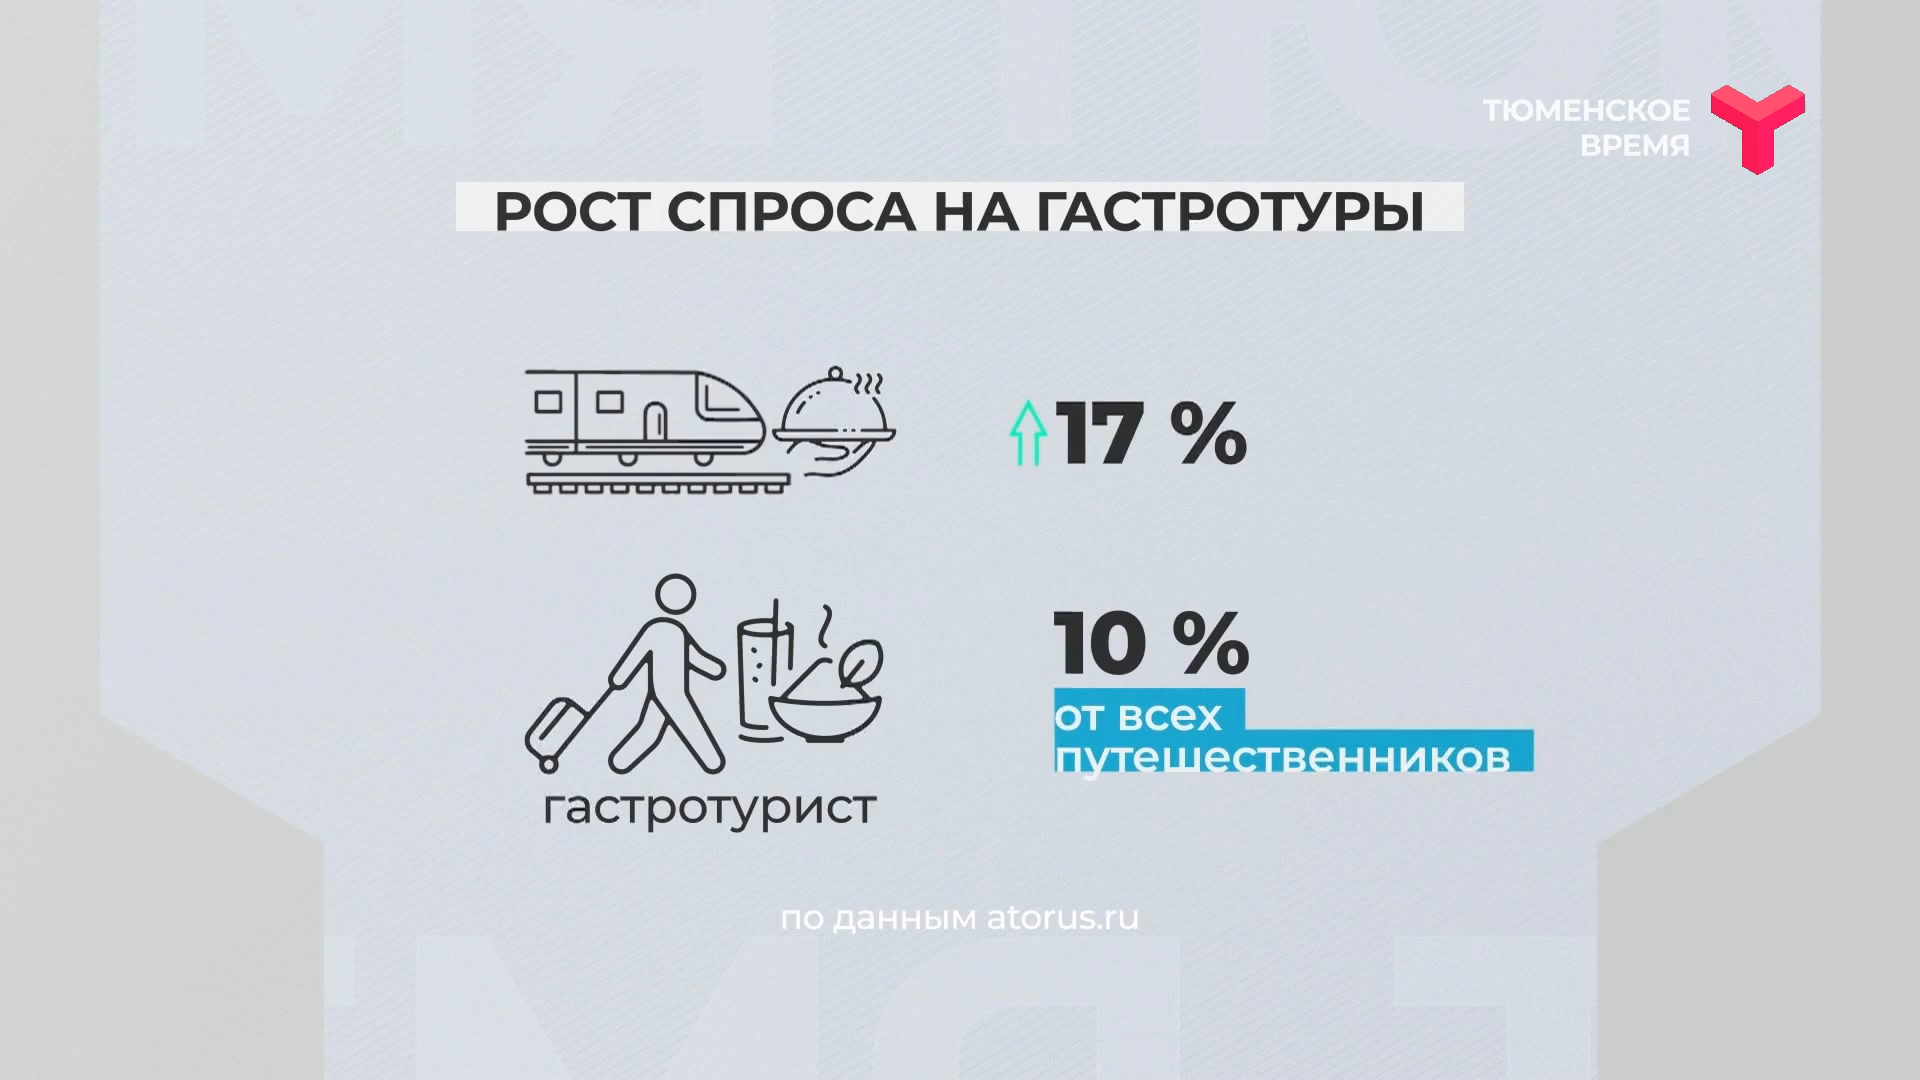 ТЮМЕНСКОЕ
ВРЕМЯ
РОСТ СПРОСА НА ГАСТРОТУРЫ
17 %
10 %
от всех
путешественников
гастротурист
по данным atorus.ru